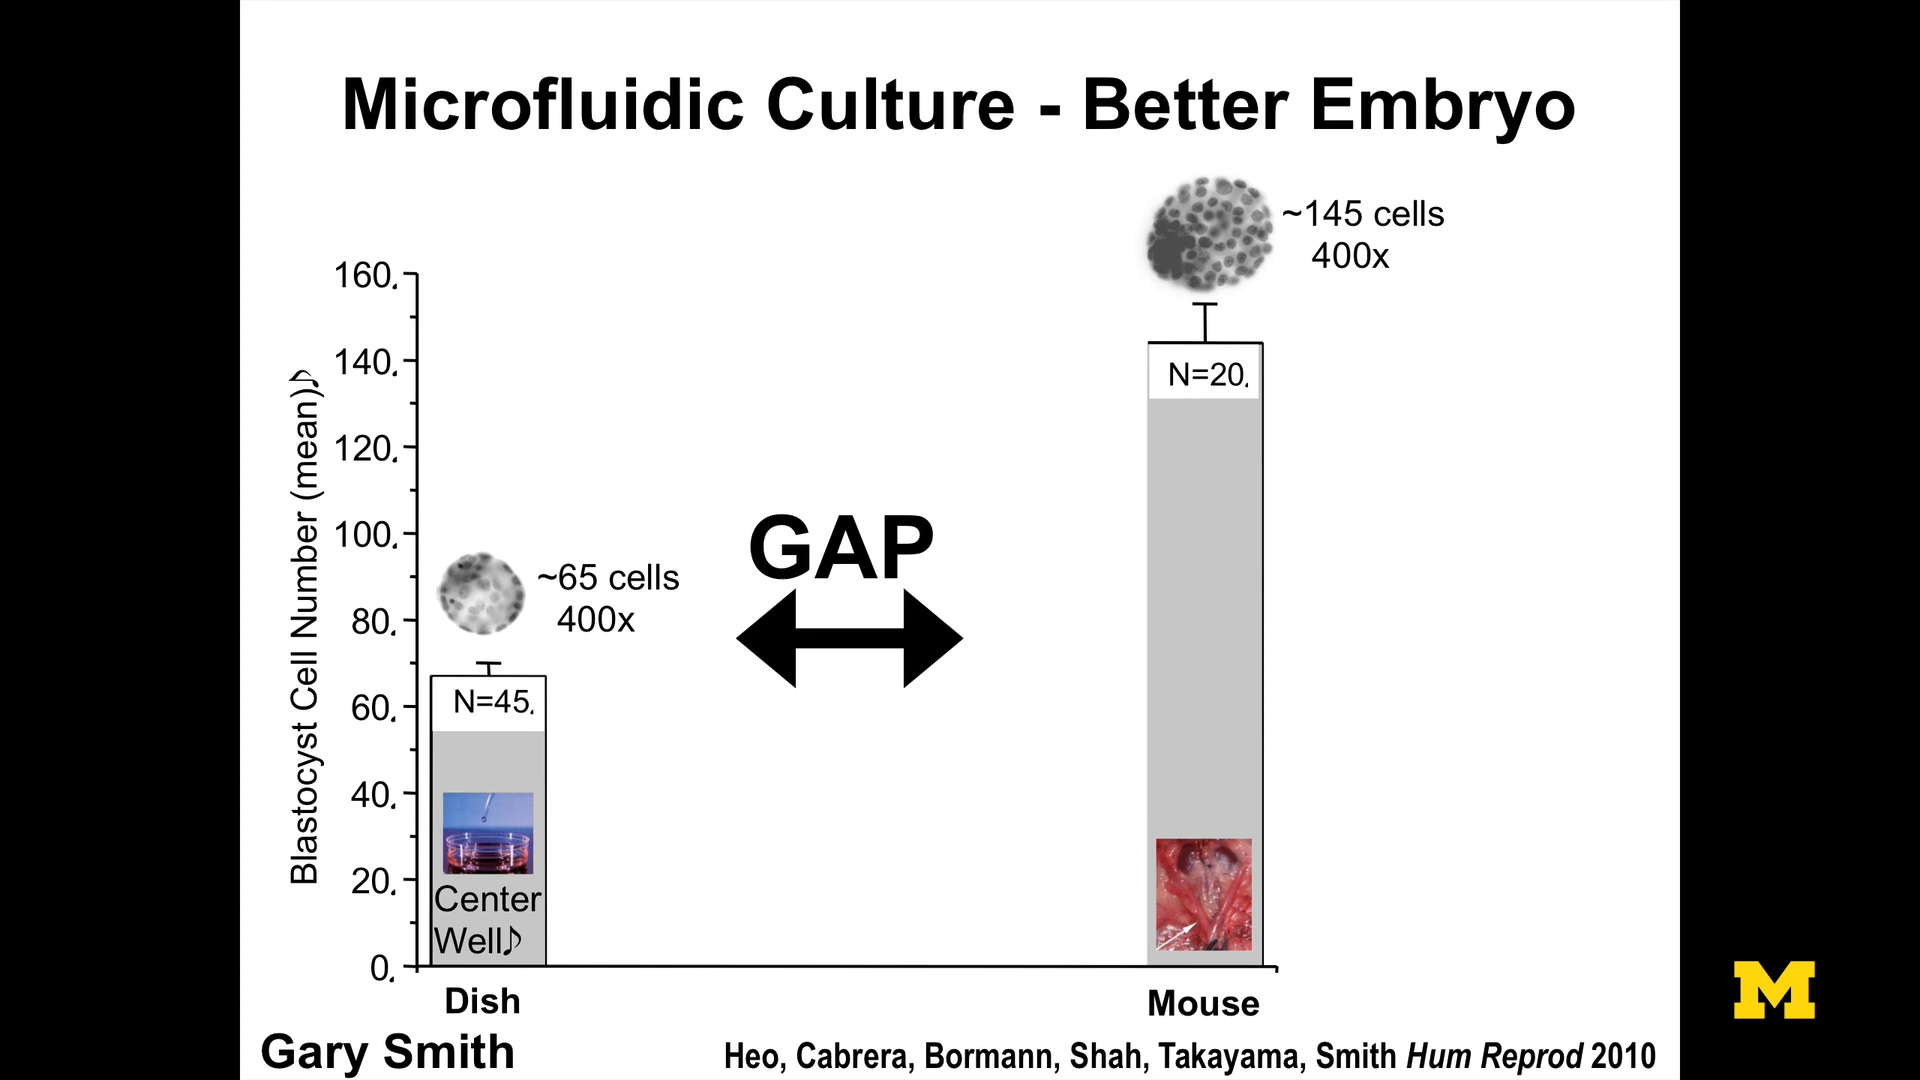 Microfluidic Culture - Better Embryo
~145 cells
400x
160
140
120
100
80
60
40
20
0
Blastocyst Cell Number (mean)♪
N=20
GAP
~65 cells
400x
N=45
Center
Well♪
Dish
Mouse
Gary Smith
Heo, Cabrera, Bormann, Shah, Takayama, Smith Hum Reprod 2010
M